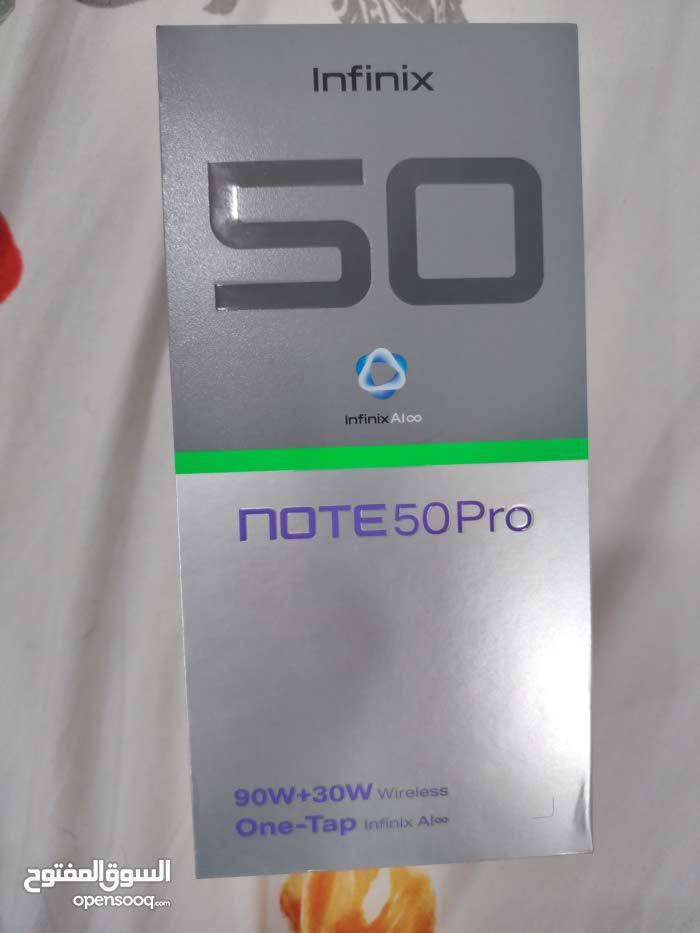 Infinix
50
Infinix AI∞
NOTE 50 Pro
90W+30W Wireless
One-Tap Infinix AI∞
السوق المفتوح
opensooq.com